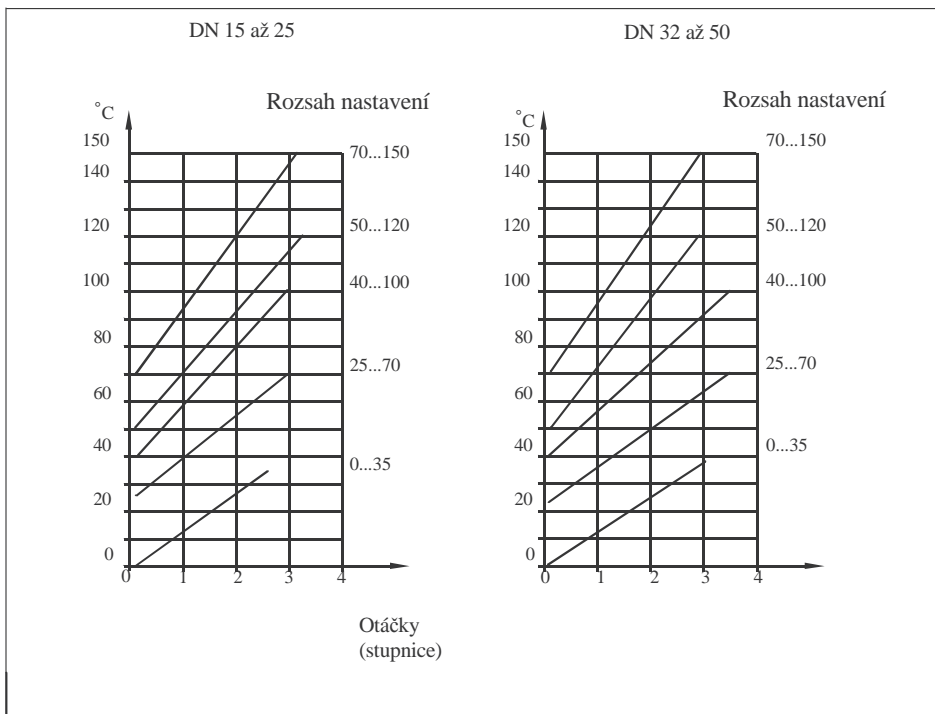 DN 15 až 25
°C
Rozsah nastavení
150
140
120
100
80
60
40
20
0
70...150
50...120
40...100
25...70
0...35
0 1 2 3 4
DN 32 až 50
°C
Rozsah nastavení
150
140
120
100
80
60
40
20
0
70...150
50...120
40...100
25...70
0...35
0 1 2 3 4
Otáčky
(stupnice)